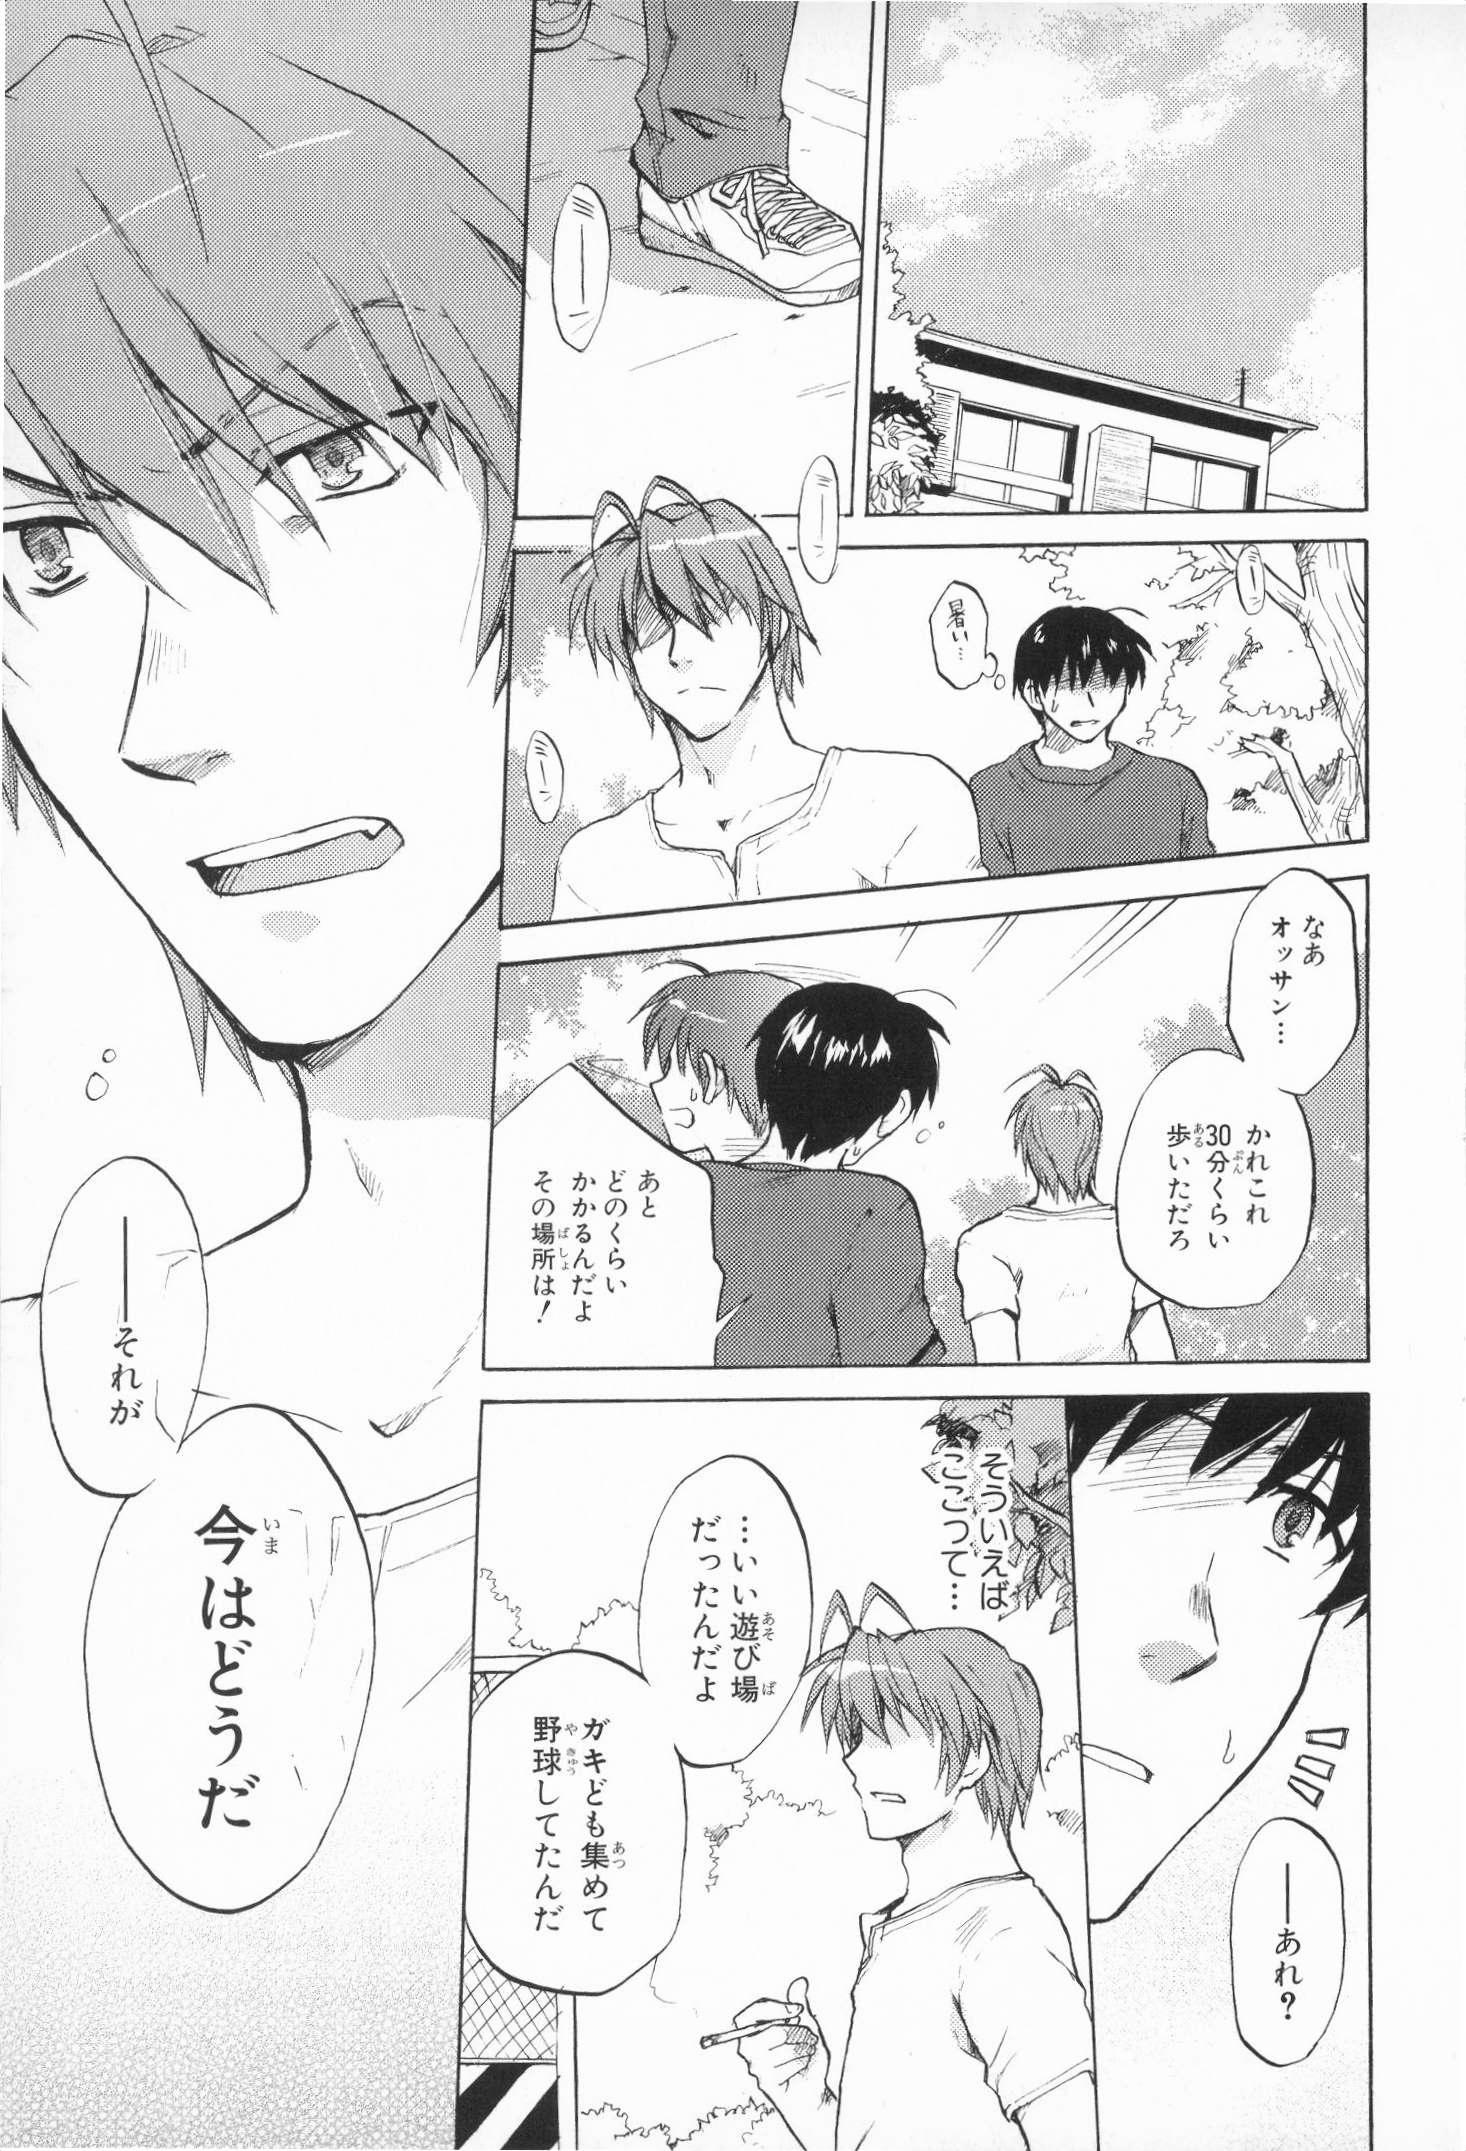 暑い…
なあ
オッサン…
かれこれ
30分くらい
歩いただろ
あと
どのくらい
かかるんだよ
その場所は！
――あれ？
そういえば
ここって…
…いい遊び場
だったんだよ
ガキども集めて
野球してたんだ
――それが
今はどうだ